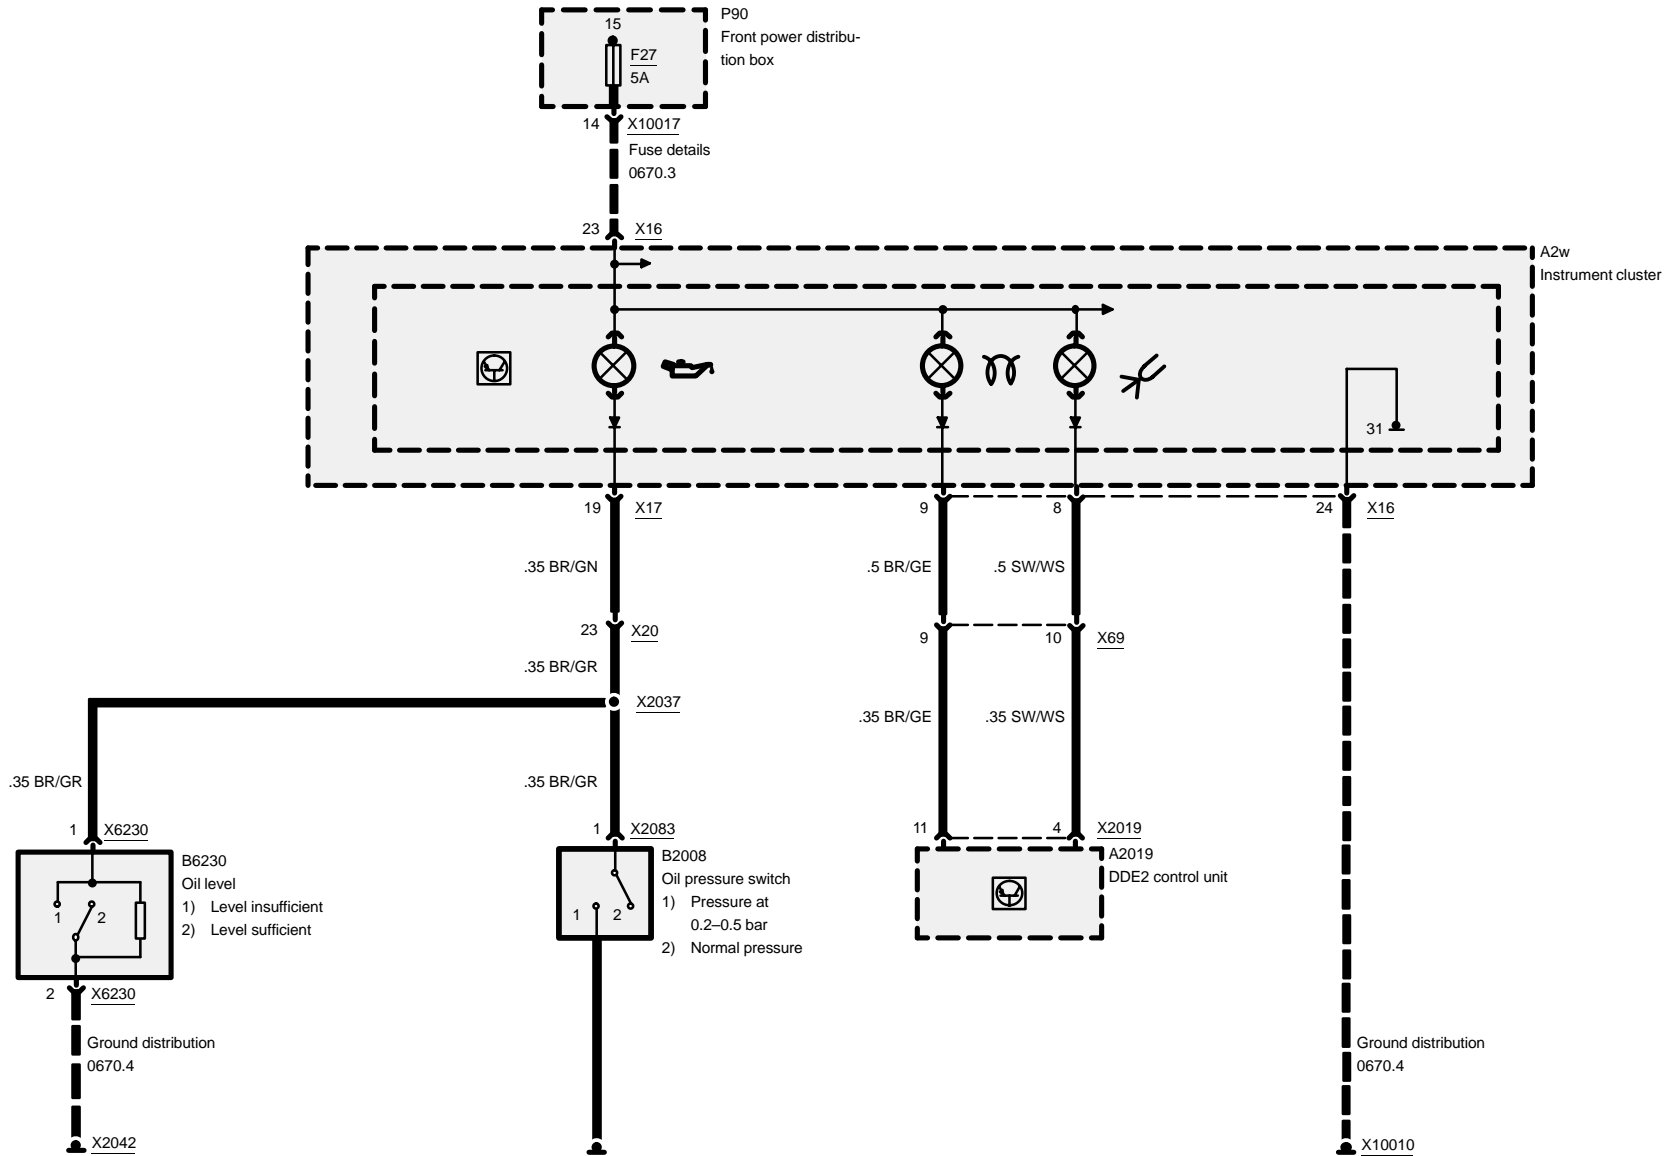 P90
15
Front power distribu-
tion box
F27
5A
14 X10017
Fuse details
0670.3
23 X16
A2w
Instrument cluster
31
19 X17
9
8
24 X16
.35 BR/GN
.5 BR/GE
.5 SW/WS
23 X20
9
10 X69
.35 BR/GR
X2037
.35 BR/GE
.35 SW/WS
.35 BR/GR
.35 BR/GR
1 X6230
1 X2083
11
4 X2019
B6230
Oil level
1) Level insufficient
2) Level sufficient
1
2
B2008
Oil pressure switch
1) Pressure at
0.2–0.5 bar
2) Normal pressure
1
2
A2019
DDE2 control unit
2 X6230
Ground distribution
0670.4
Ground distribution
0670.4
X2042
X10010